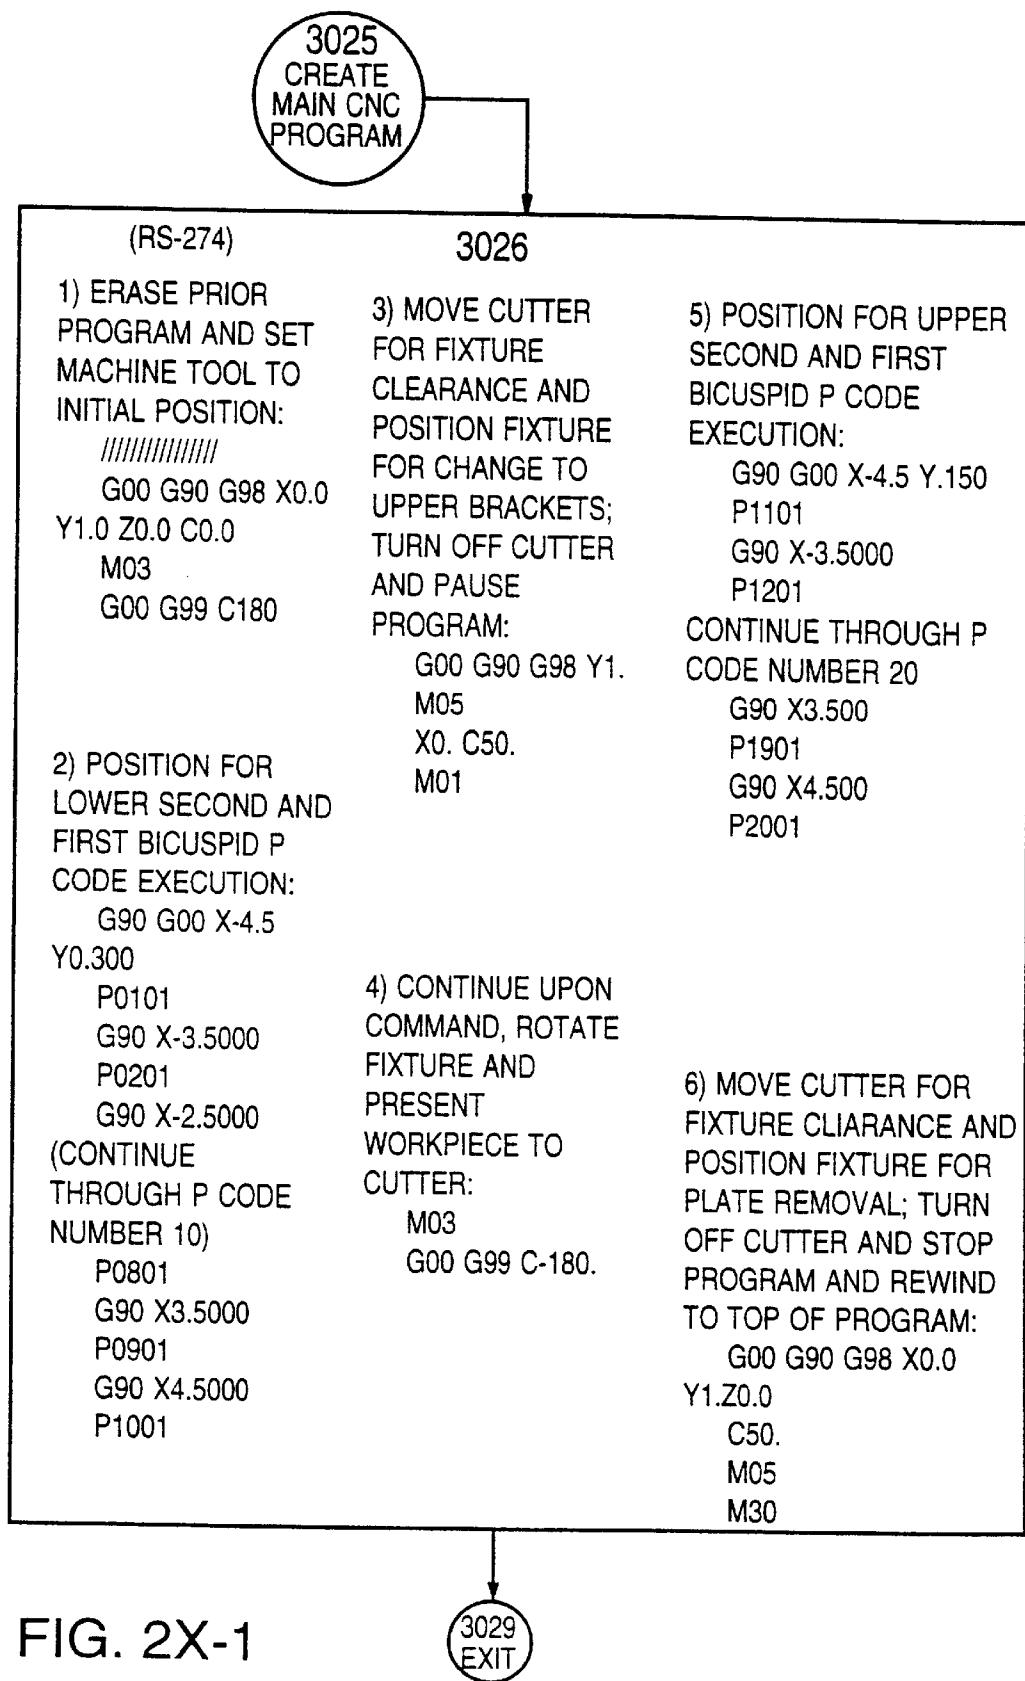 3025
CREATE
MAIN CNC
PROGRAM
(RS-274)
3026
1) ERASE PRIOR
PROGRAM AND SET
MACHINE TOOL TO
INITIAL POSITION:
////////////////
G00 G90 G98 X0.0
Y1.0 Z0.0 C0.0
M03
G00 G99 C180
2) POSITION FOR
LOWER SECOND AND
FIRST BICUSPID P
CODE EXECUTION:
G90 G00 X-4.5
Y0.300
P0101
G90 X-3.5000
P0201
G90 X-2.5000
(CONTINUE
THROUGH P CODE
NUMBER 10)
P0801
G90 X3.5000
P0901
G90 X4.5000
P1001
3) MOVE CUTTER
FOR FIXTURE
CLEARANCE AND
POSITION FIXTURE
FOR CHANGE TO
UPPER BRACKETS;
TURN OFF CUTTER
AND PAUSE
PROGRAM:
G00 G90 G98 Y1.
M05
X0. C50.
M01
4) CONTINUE UPON
COMMAND, ROTATE
FIXTURE AND
PRESENT
WORKPIECE TO
CUTTER:
M03
G00 G99 C-180.
5) POSITION FOR UPPER
SECOND AND FIRST
BICUSPID P CODE
EXECUTION:
G90 G00 X-4.5 Y.150
P1101
G90 X-3.5000
P1201
CONTINUE THROUGH P
CODE NUMBER 20
G90 X3.500
P1901
G90 X4.500
P2001
6) MOVE CUTTER FOR
FIXTURE CLIARANCE AND
POSITION FIXTURE FOR
PLATE REMOVAL; TURN
OFF CUTTER AND STOP
PROGRAM AND REWIND
TO TOP OF PROGRAM:
G00 G90 G98 X0.0
Y1.Z0.0
C50.
M05
M30
3029
EXIT
FIG. 2X-1